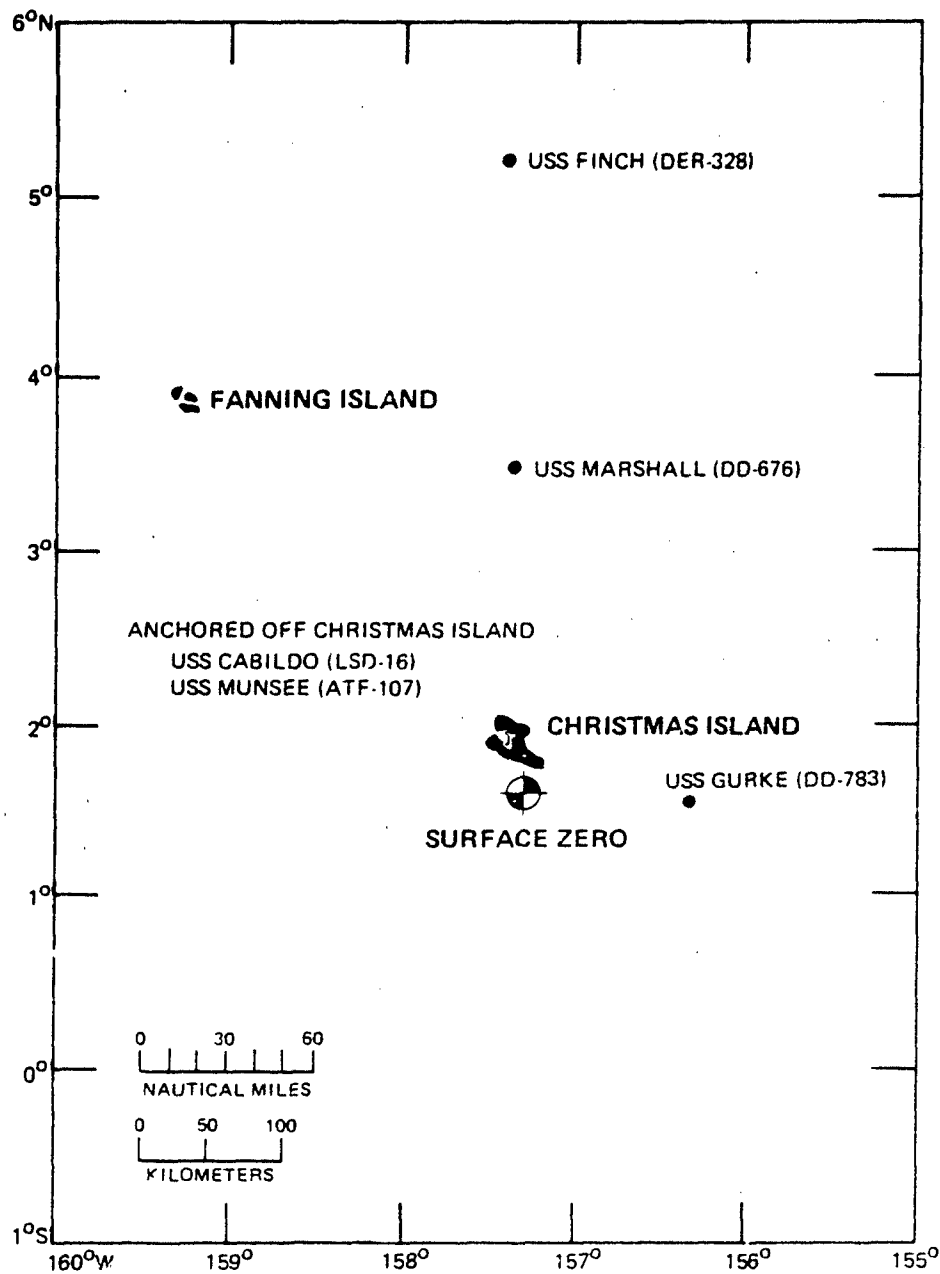 6°N
USS FINCH (DER-328)
5°
4°
FANNING ISLAND
USS MARSHALL (DD-676)
3°
ANCHORED OFF CHRISTMAS ISLAND
USS CABILDO (LSD-16)
USS MUNSEE (ATF-107)
2°
CHRISTMAS ISLAND
USS GURKE (DD-783)
SURFACE ZERO
1°
0 30 60
NAUTICAL MILES
0°
0 50 100
KILOMETERS
1°S
160°W 159° 158° 157° 156° 155°